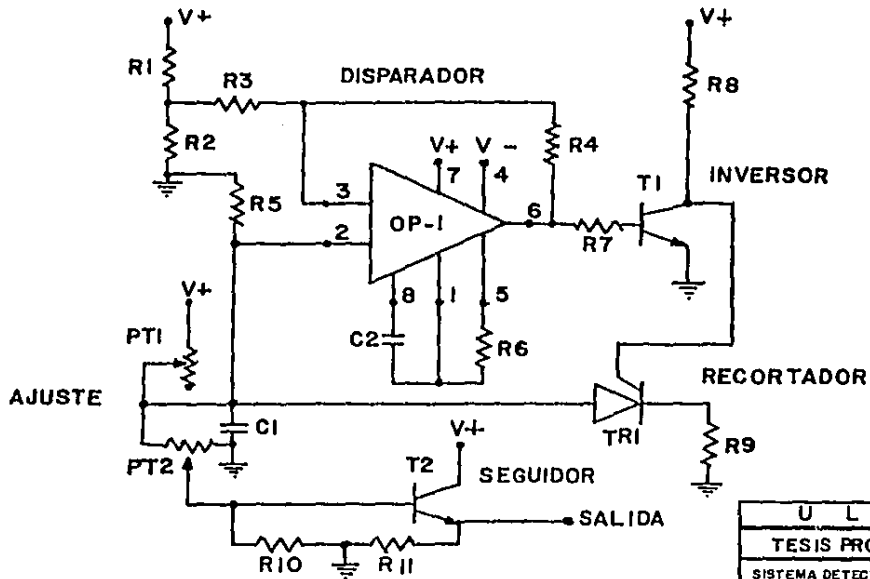 V+
V+
R1
R3
DISPARADOR
R8
R2
V+
V-
R4
7
4
T1
INVERSOR
R5
3
OP-1
6
2
R7
V+
8
1
5
PT1
C2
R6
RECORTADOR
AJUSTE
C1
V+
TR1
R9
PT2
T2
SEGUIDOR
SALIDA
R10
R11
U L
TESIS PRO
SISTEMA DETEC